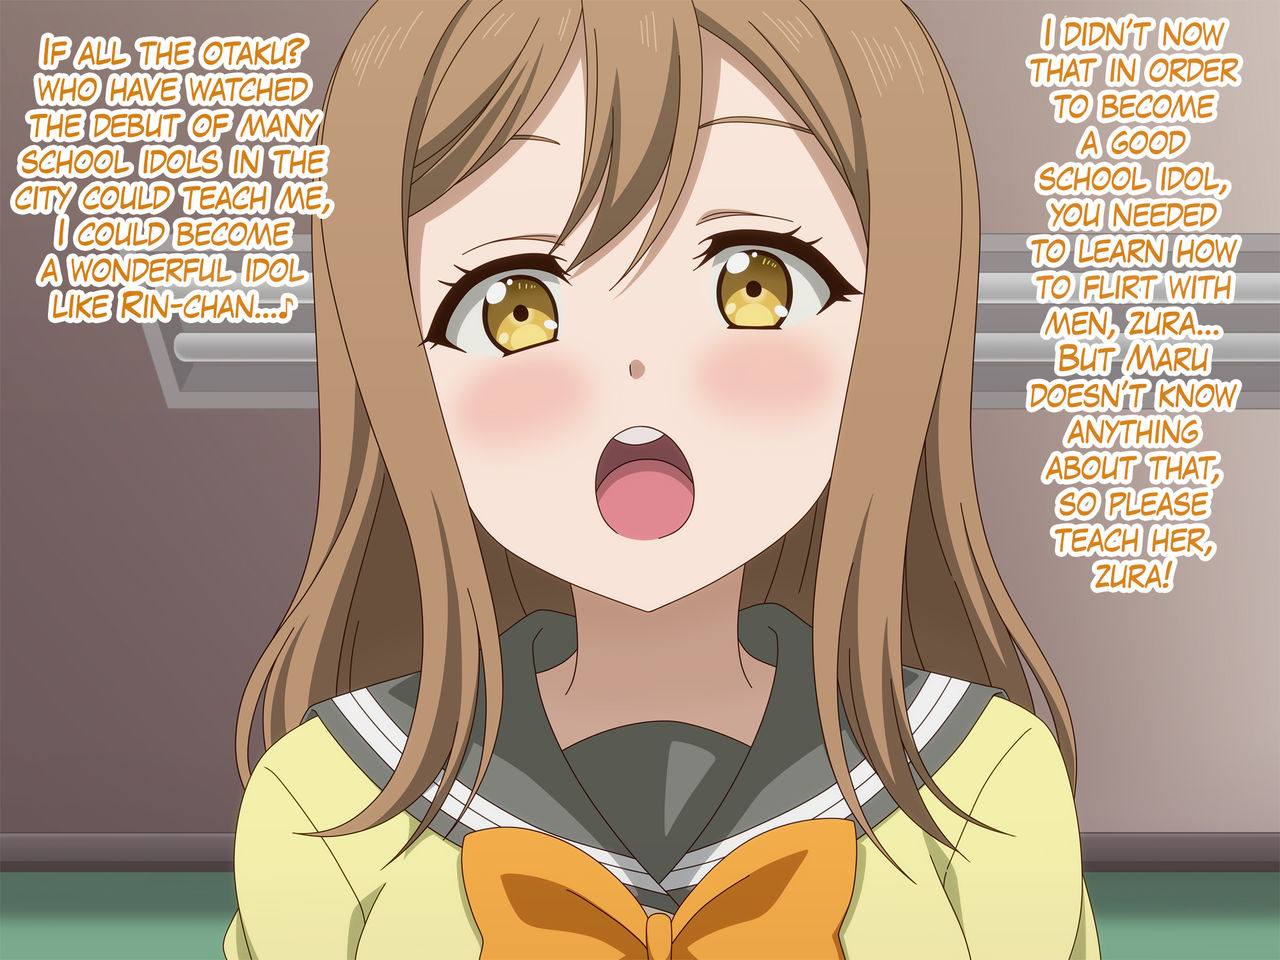 I DIDN'T NOW
THAT IN ORDER
TO BECOME
A GOOD
SCHOOL IDOL,
YOU NEEDED
TO LEARN HOW
TO FLIRT WITH
MEN, ZURA...
BUT MARU
DOESN'T KNOW
ANYTHING
ABOUT THAT,
SO PLEASE
TEACH HER,
ZURA!
IF ALL THE OTAKU?
WHO HAVE WATCHED
THE DEBUT OF MANY
SCHOOL IDOLS IN THE
CITY COULD TEACH ME,
I COULD BECOME
A WONDERFUL IDOL
LIKE RIN-CHAN...♪